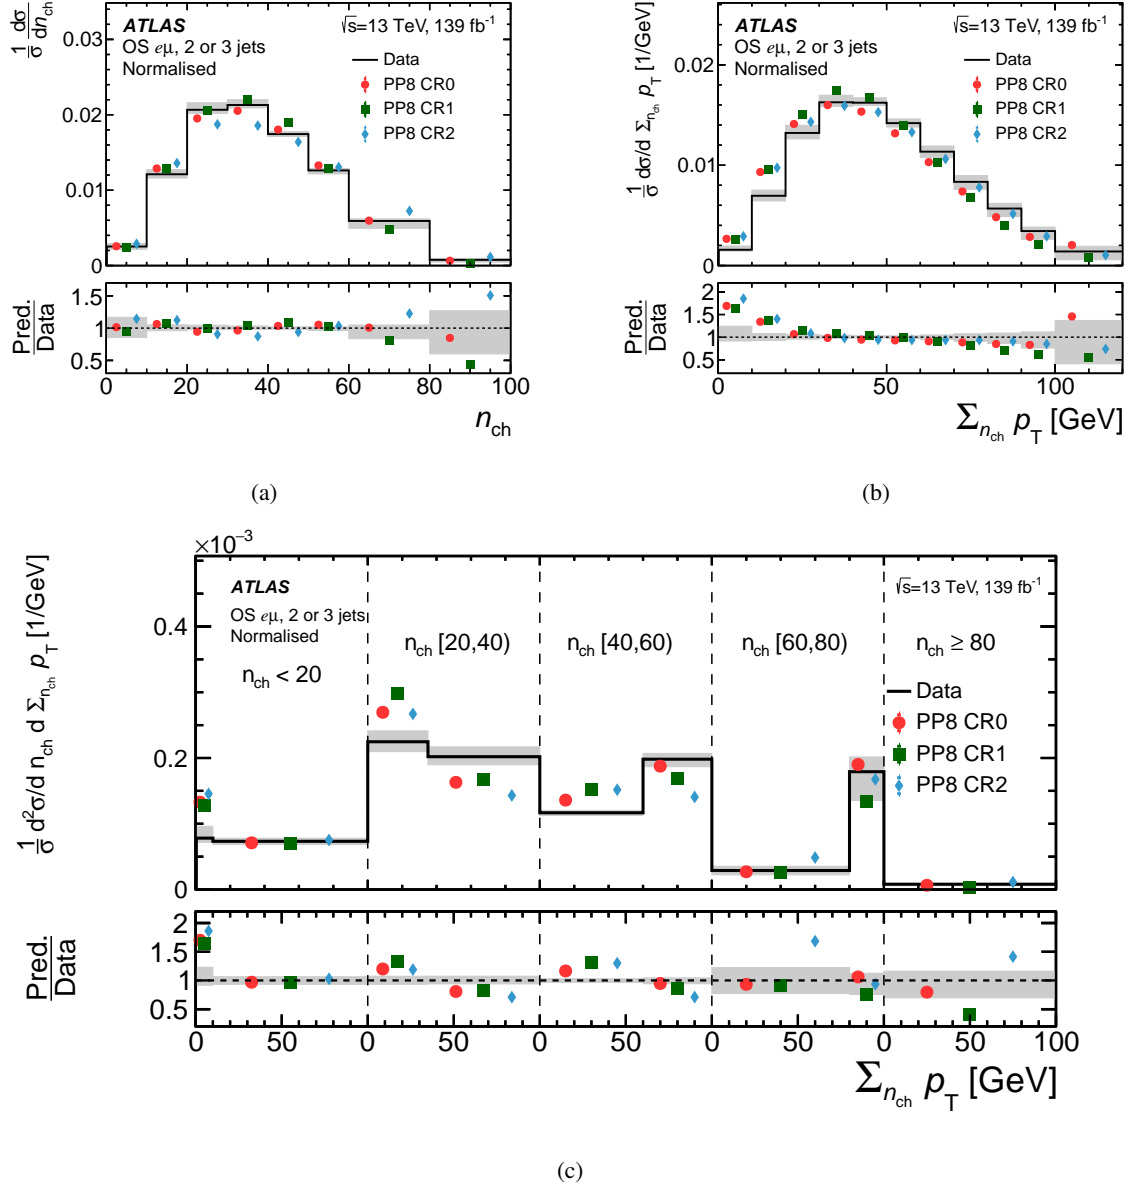 1/σ dσ/dn_ch
0.03
0.02
0.01
0
ATLAS
√s=13 TeV, 139 fb⁻¹
OS eμ, 2 or 3 jets
Normalised
Data
PP8 CR0
PP8 CR1
PP8 CR2
Pred./Data
1.5
1
0.5
0 20 40 60 80 100
n_ch
(a)
1/σ dσ/d Σ_n_ch p_T [1/GeV]
0.02
0.01
0
ATLAS
√s=13 TeV, 139 fb⁻¹
OS eμ, 2 or 3 jets
Normalised
Data
PP8 CR0
PP8 CR1
PP8 CR2
Pred./Data
2
1.5
1
0.5
0 50 100
Σ_n_ch p_T [GeV]
(b)
×10⁻³
1/σ d²σ/d n_ch d Σ_n_ch p_T [1/GeV]
0.4
0.2
0
ATLAS
√s=13 TeV, 139 fb⁻¹
OS eμ, 2 or 3 jets
Normalised
n_ch < 20
n_ch [20,40)
n_ch [40,60)
n_ch [60,80)
n_ch ≥ 80
Data
PP8 CR0
PP8 CR1
PP8 CR2
Pred./Data
2
1.5
1
0.5
0 50 0 50 0 50 0 50 0 50 100
Σ_n_ch p_T [GeV]
(c)